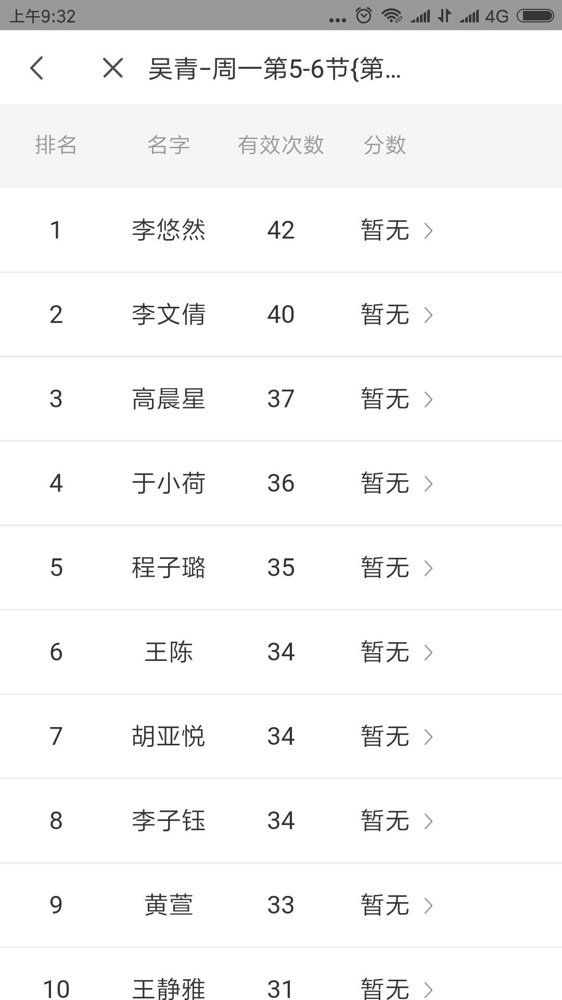 上午9:32 4G
吴青-周一第5-6节{第...
排名 名字 有效次数 分数
1 李悠然 42 暂无
2 李文倩 40 暂无
3 高晨星 37 暂无
4 于小荷 36 暂无
5 程子璐 35 暂无
6 王陈 34 暂无
7 胡亚悦 34 暂无
8 李子钰 34 暂无
9 黄萱 33 暂无
10 王静雅 31 暂无